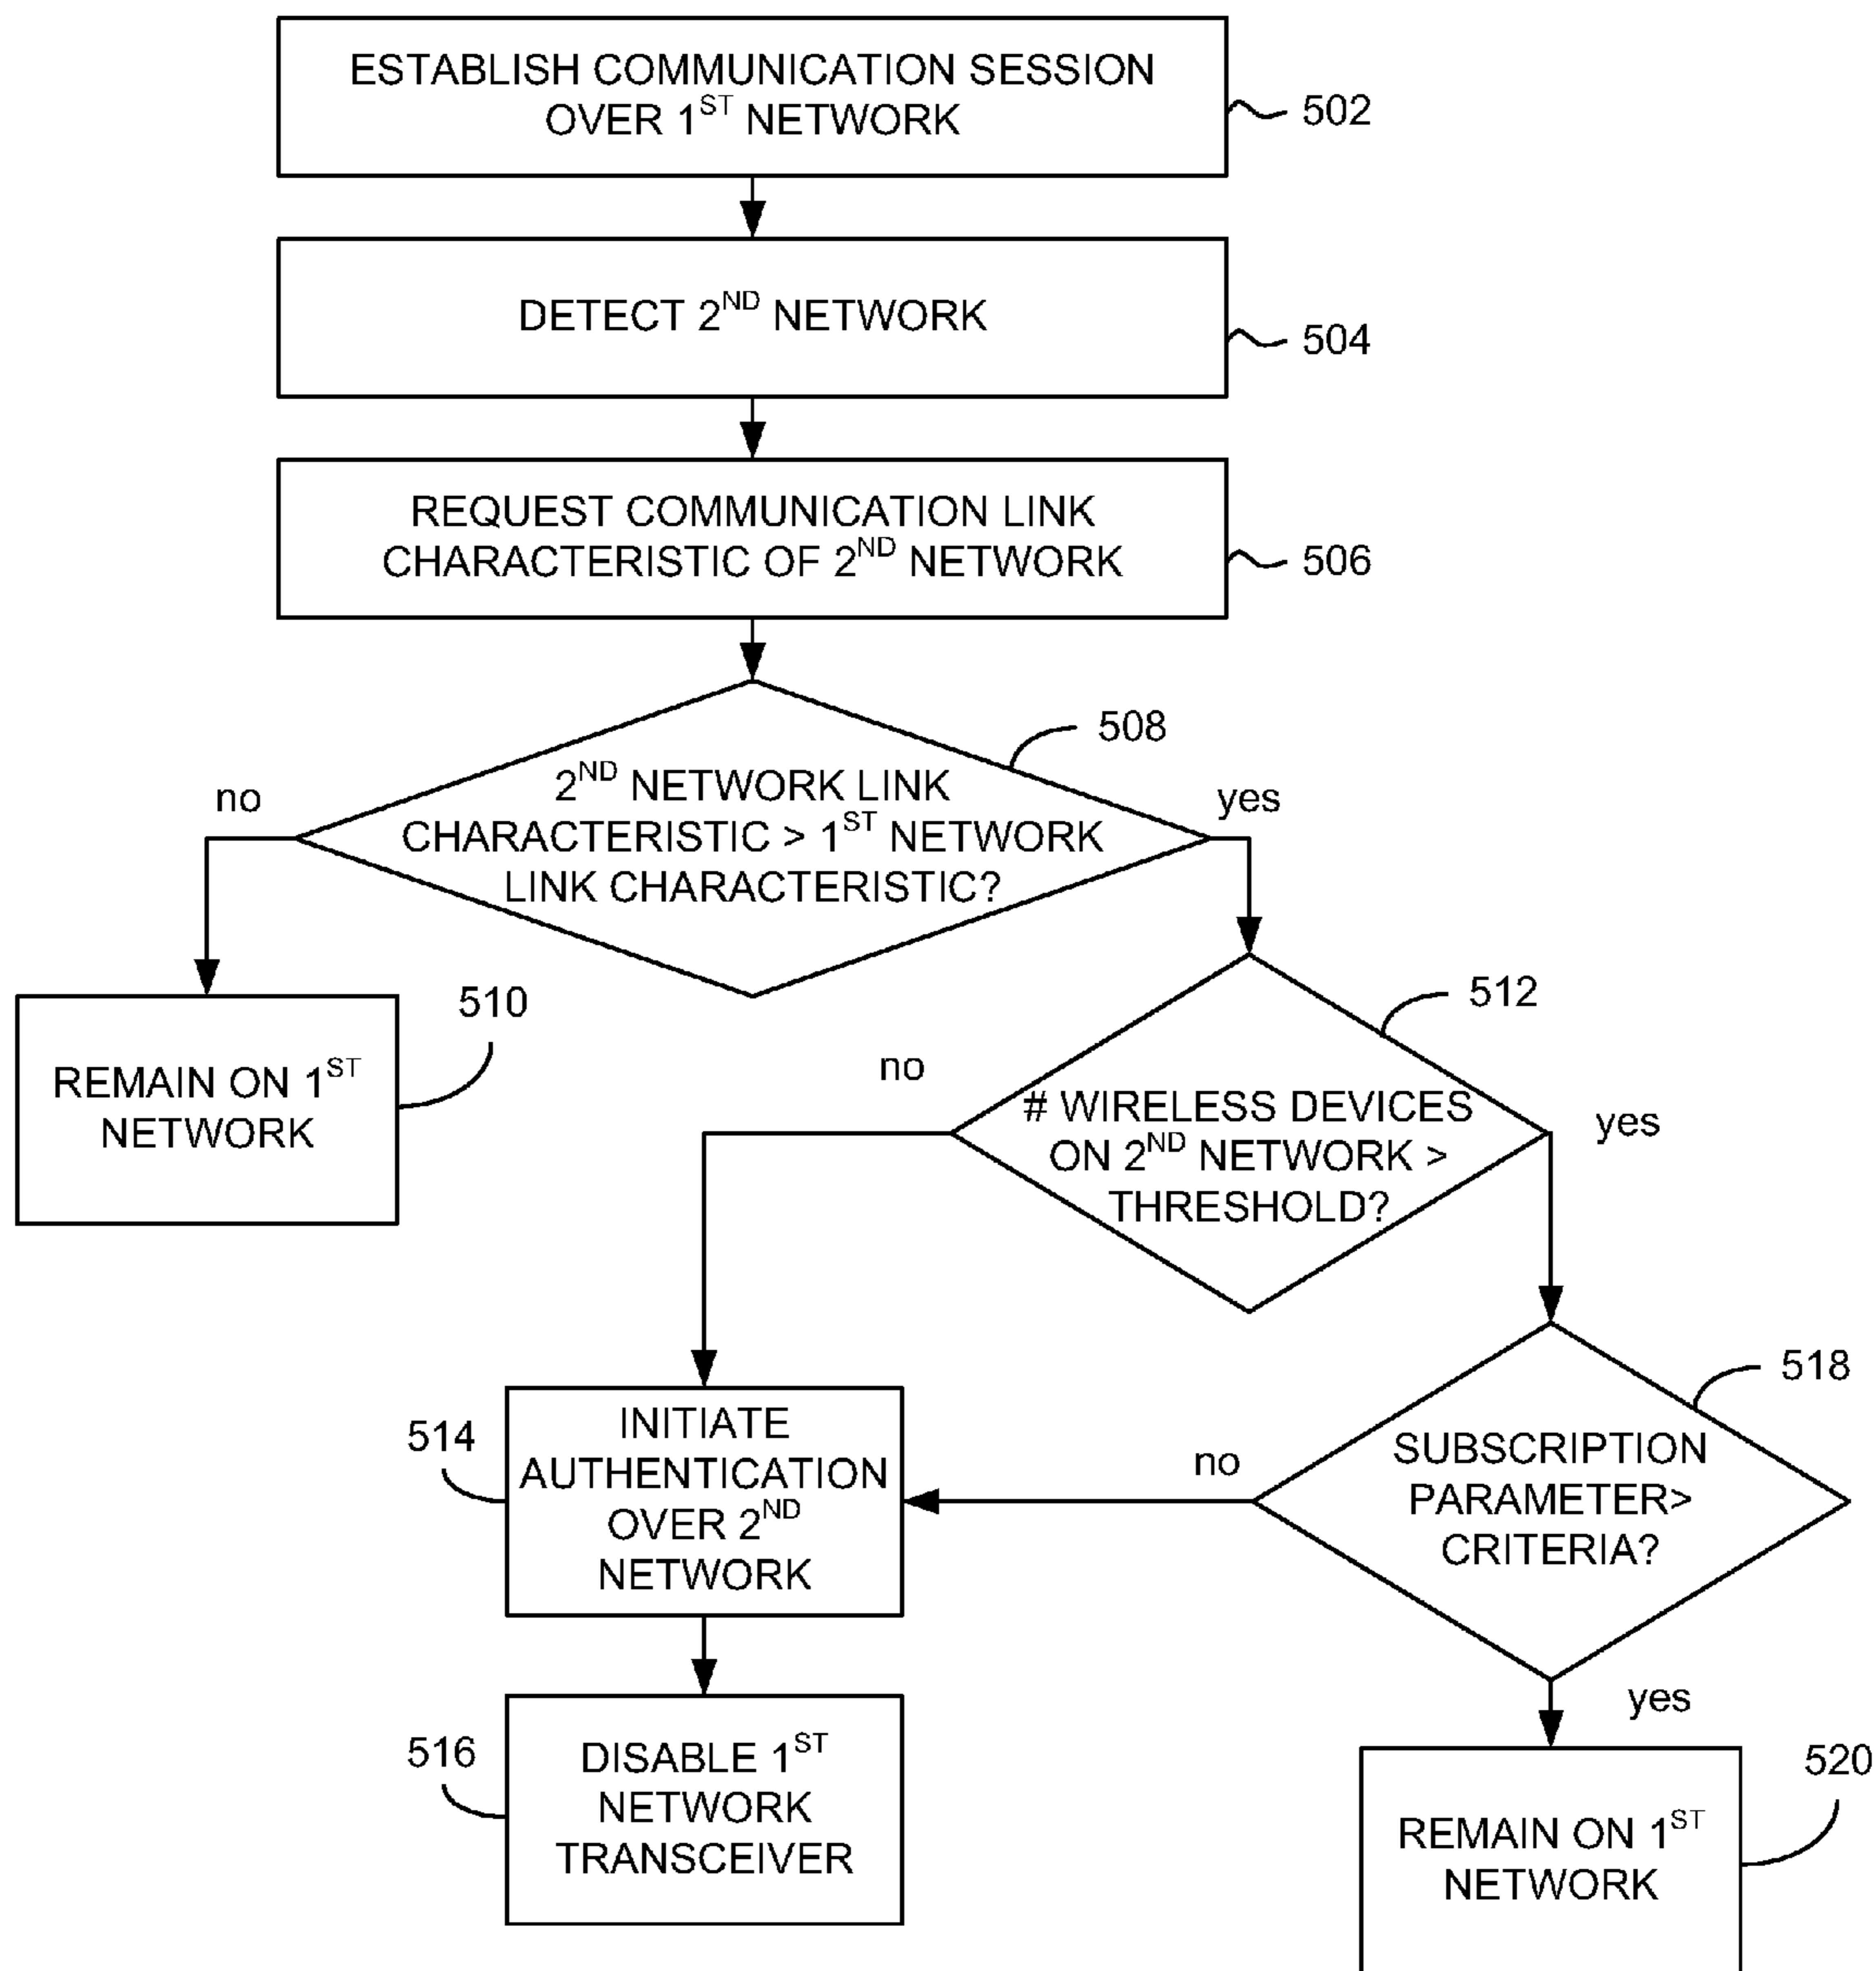 ESTABLISH COMMUNICATION SESSION
OVER 1ST NETWORK
502
DETECT 2ND NETWORK
504
REQUEST COMMUNICATION LINK
CHARACTERISTIC OF 2ND NETWORK
506
508
2ND NETWORK LINK
CHARACTERISTIC > 1ST NETWORK
LINK CHARACTERISTIC?
no
yes
510
REMAIN ON 1ST
NETWORK
512
# WIRELESS DEVICES
ON 2ND NETWORK >
THRESHOLD?
no
yes
514
INITIATE
AUTHENTICATION
OVER 2ND
NETWORK
518
SUBSCRIPTION
PARAMETER>
CRITERIA?
no
yes
516
DISABLE 1ST
NETWORK
TRANSCEIVER
520
REMAIN ON 1ST
NETWORK